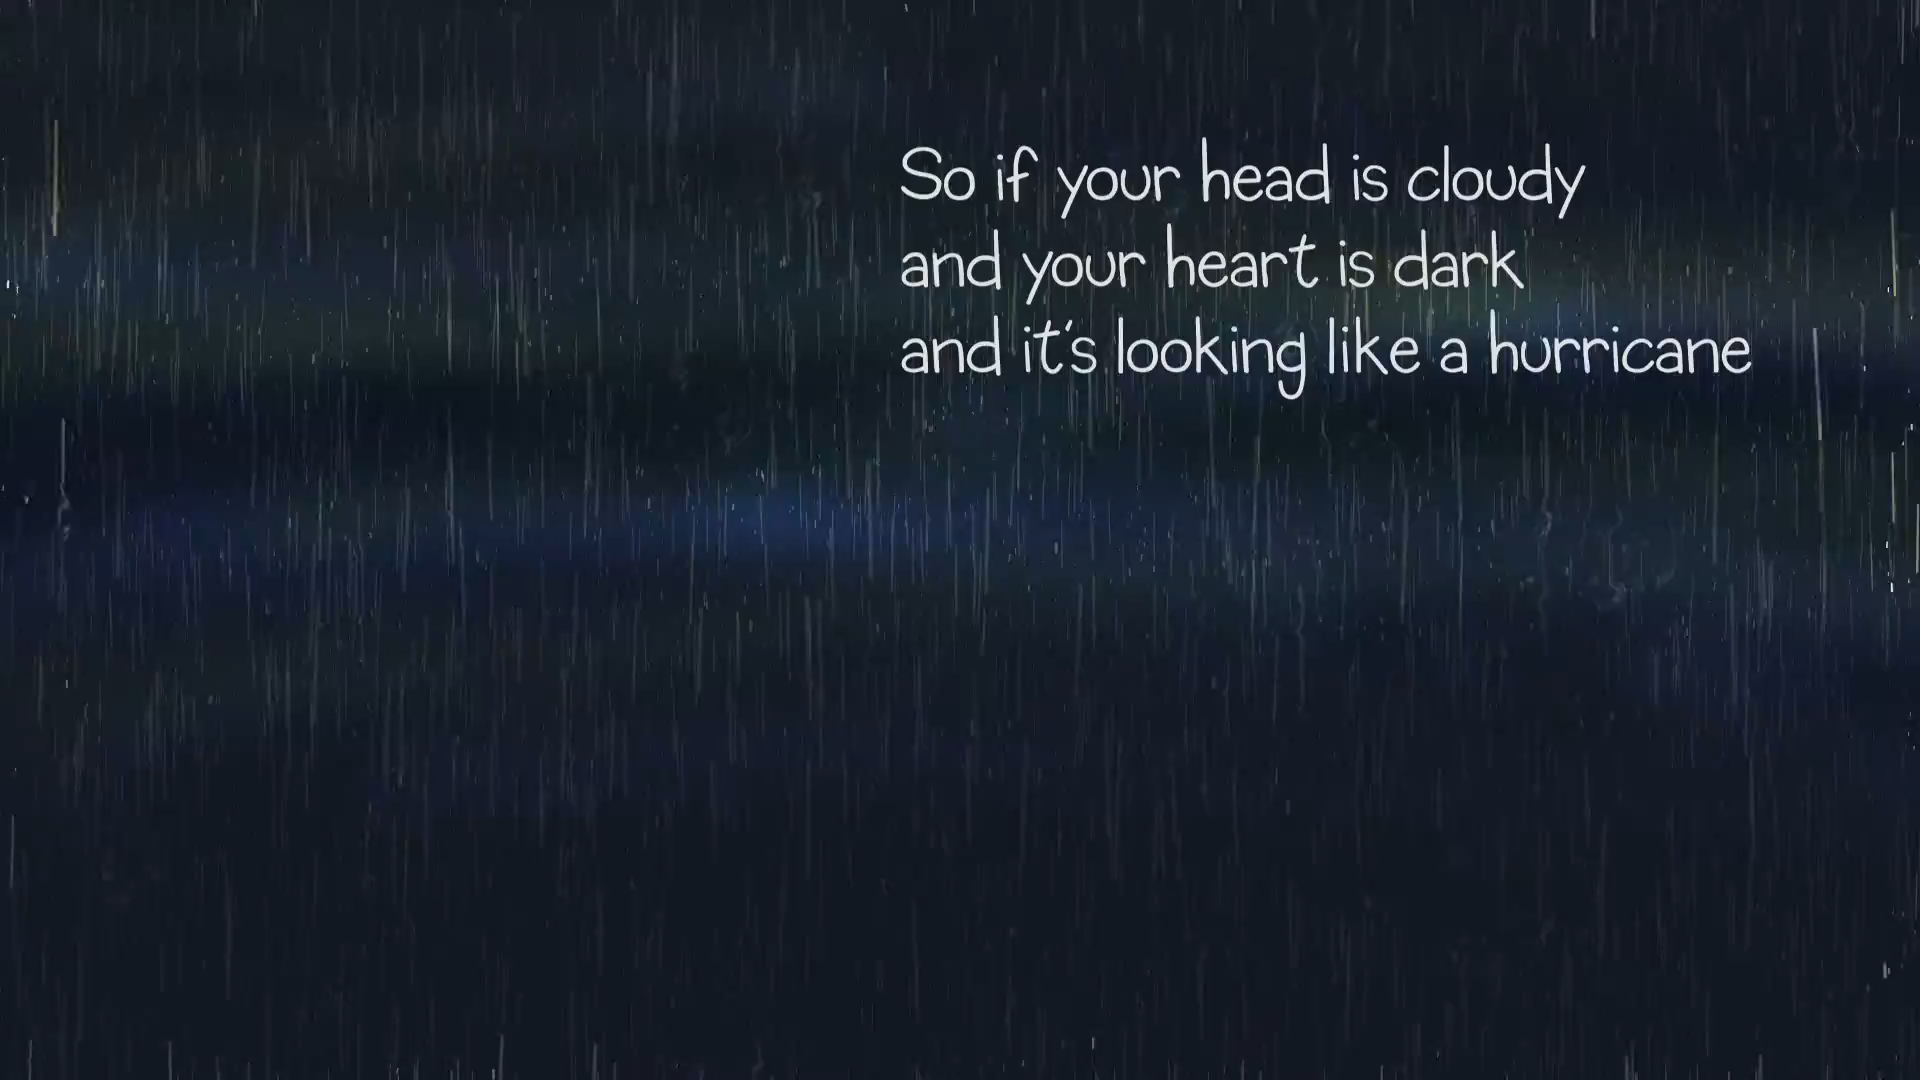 So if your head is cloudy
and your heart is dark
and it's looking like a hurricane